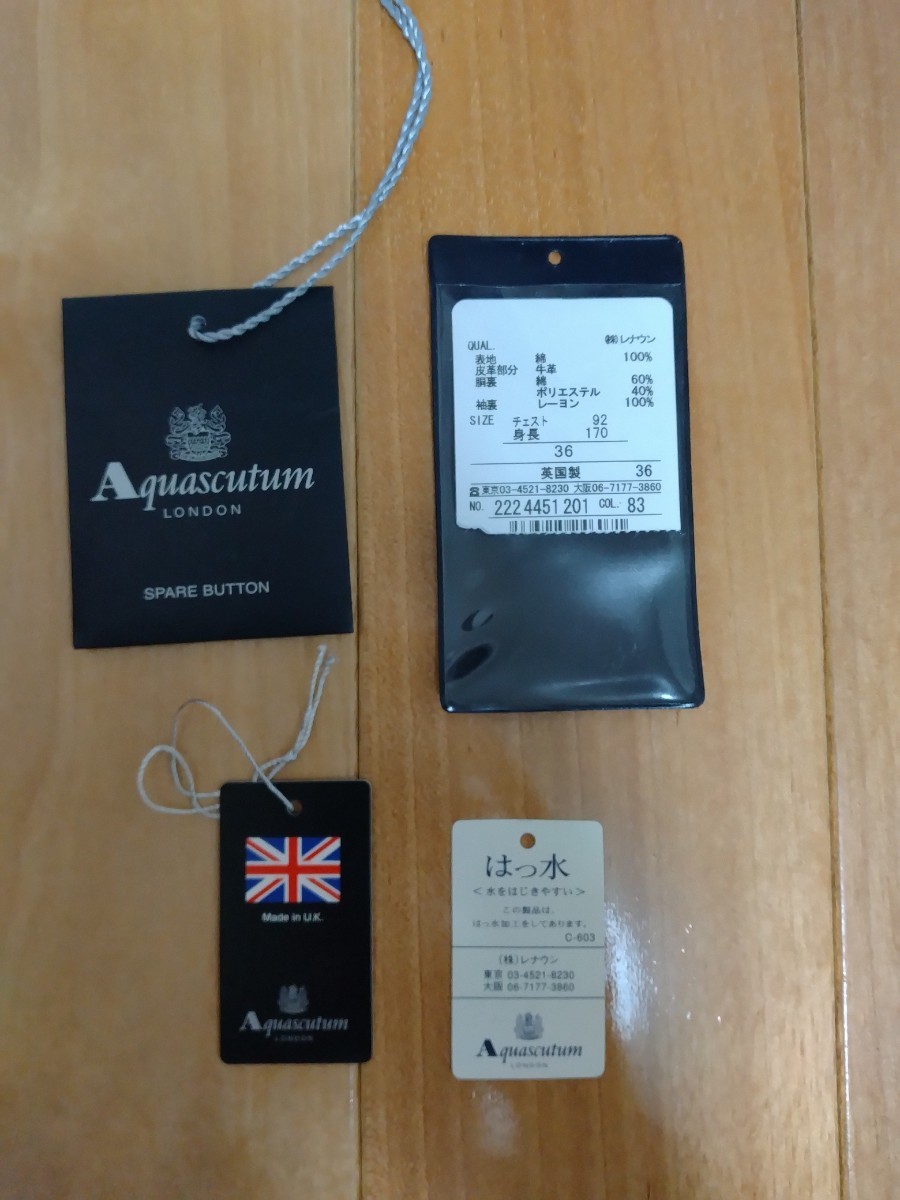 Aquascutum
LONDON
SPARE BUTTON
QUAL. ㈱レナウン
表地 綿 100%
皮革部分 牛革
胴裏 綿 60%
ポリエステル 40%
袖裏 レーヨン 100%
SIZE チェスト 92
身長 170
36
英国製 36
☎東京03-4521-8230 大阪06-7177-3860
NO. 222 4451 201 COL. 83
Made in U.K.
Aquascutum
LONDON
はっ水
<水をはじきやすい>
この製品は、
はっ水加工をしてあります。
C-603
(株)レナウン
東京 03-4521-8230
大阪 06-7177-3860
Aquascutum
LONDON